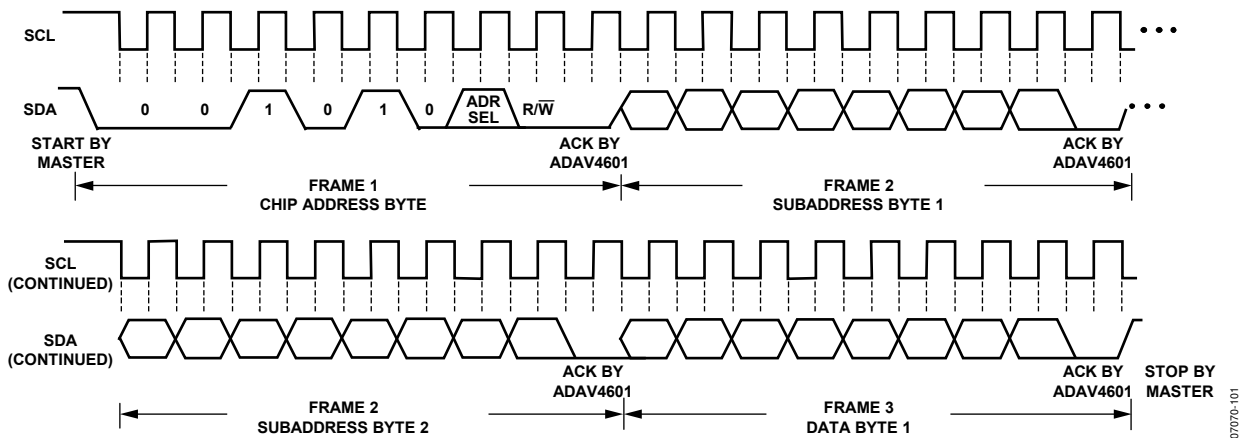 SCL
SDA
0 0 1 0 1 0 ADR SEL R/W̅
START BY MASTER
ACK BY ADAV4601
ACK BY ADAV4601
FRAME 1
CHIP ADDRESS BYTE
FRAME 2
SUBADDRESS BYTE 1
SCL
(CONTINUED)
SDA
(CONTINUED)
ACK BY ADAV4601
ACK BY ADAV4601
STOP BY MASTER
FRAME 2
SUBADDRESS BYTE 2
FRAME 3
DATA BYTE 1
07070-101